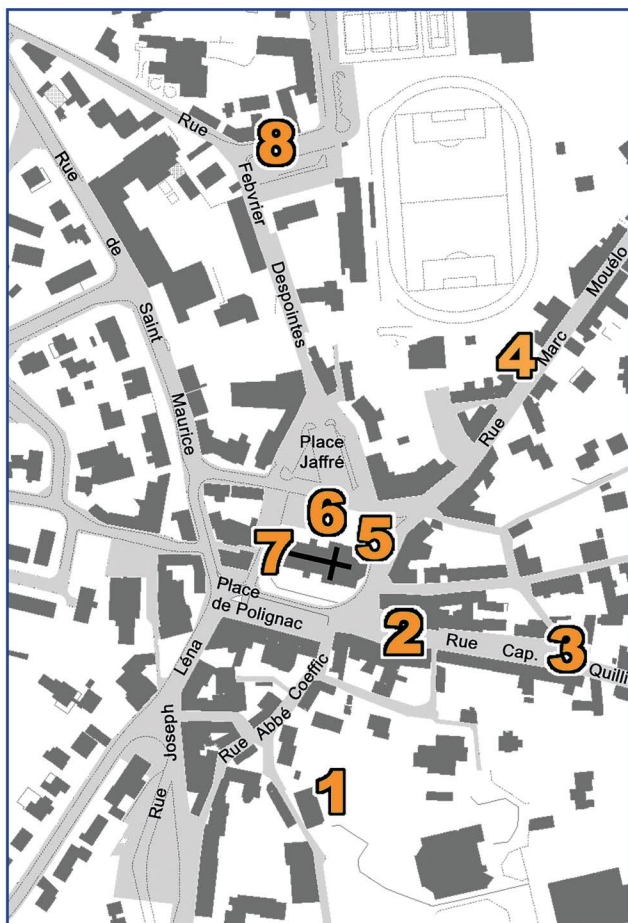 Rue
8
Febvrier
Despointes
Rue
de
Saint
Maurice
Mouëlo
4
Marc
Rue
Place
Jaffré
6
5
7
Place
de Polignac
2
Rue Cap.
3
Quilli
Léna
Joseph
Rue
Coeffic
Abbé
Rue
1